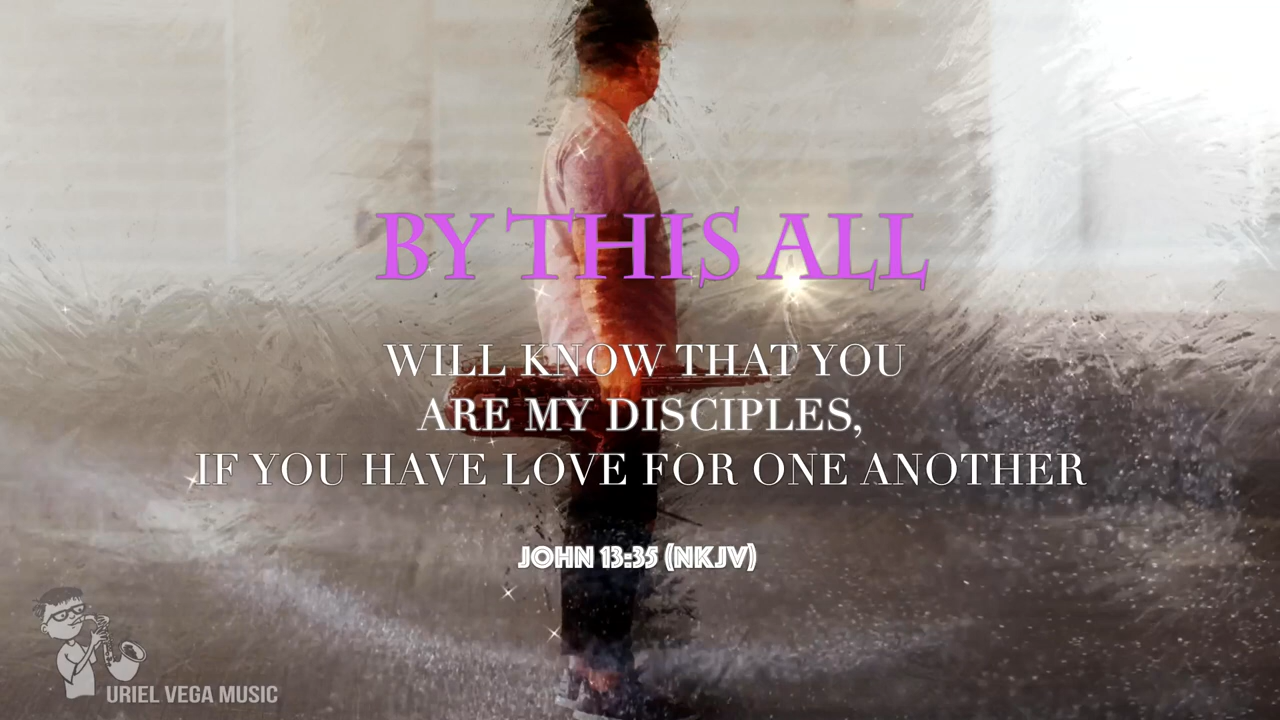 BY THIS ALL
WILL KNOW THAT YOU
ARE MY DISCIPLES,
IF YOU HAVE LOVE FOR ONE ANOTHER
JOHN 13:35 (NKJV)
URIEL VEGA MUSIC